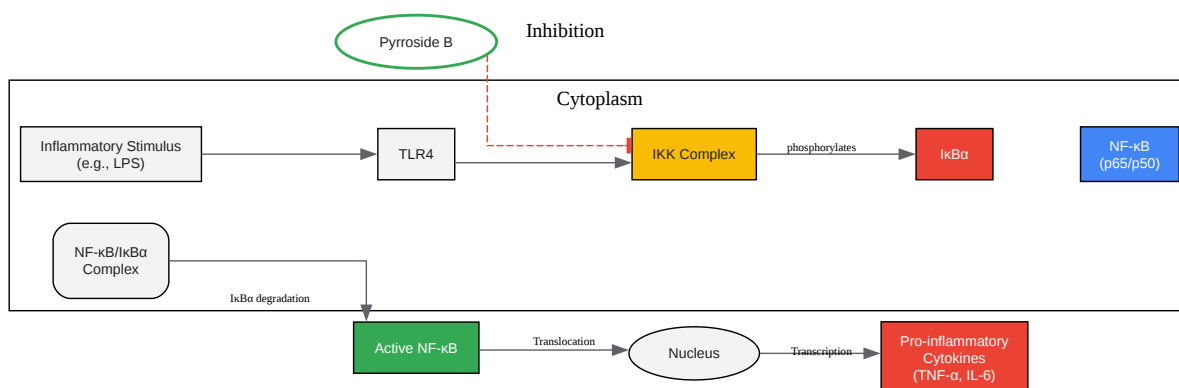 Pyrroside B
Inhibition
Cytoplasm
Inflammatory Stimulus
(e.g., LPS)
TLR4
IKK Complex
phosphorylates
IκBα
NF-κB
(p65/p50)
NF-κB/IκBα
Complex
IκBα degradation
Active NF-κB
Translocation
Nucleus
Transcription
Pro-inflammatory
Cytokines
(TNF-α, IL-6)